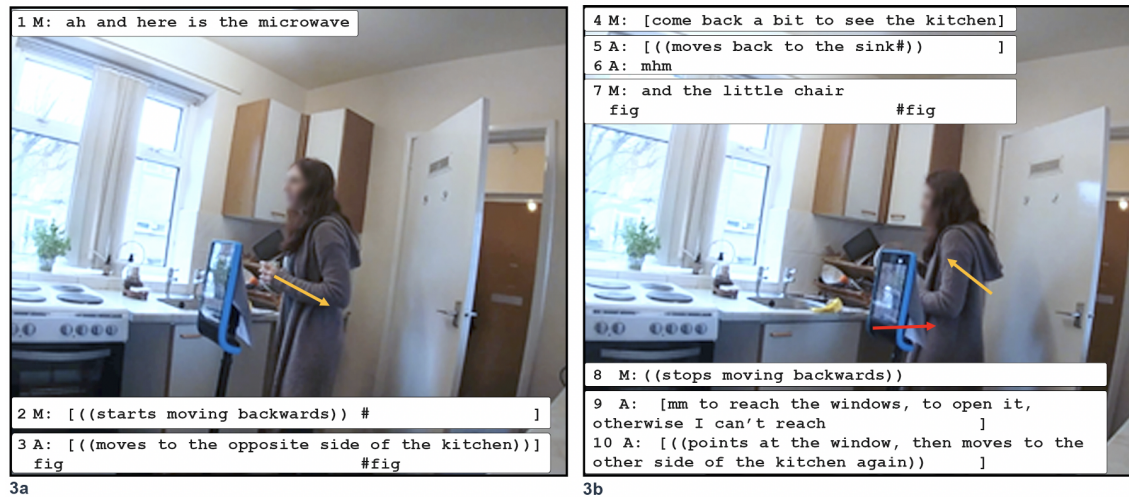 1 M: ah and here is the microwave
2 M: [((starts moving backwards)) # ]
3 A: [((moves to the opposite side of the kitchen))]
fig #fig
3a
4 M: [come back a bit to see the kitchen]
5 A: [((moves back to the sink#)) ]
6 A: mhm
7 M: and the little chair
fig #fig
8 M:((stops moving backwards))
9 A: [mm to reach the windows, to open it,
otherwise I can't reach ]
10 A: [((points at the window, then moves to the
other side of the kitchen again)) ]
3b